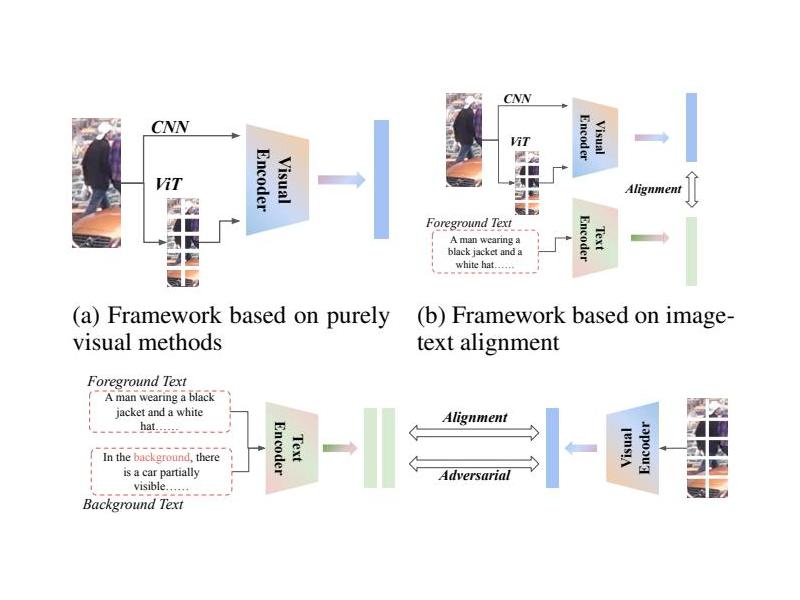 CNN
ViT
Visual
Encoder
(a) Framework based on purely
visual methods
CNN
ViT
Visual
Encoder
Alignment
Foreground Text
A man wearing a
black jacket and a
white hat……
Text
Encoder
(b) Framework based on image-
text alignment
Foreground Text
A man wearing a black
jacket and a white
hat……
In the background, there
is a car partially
visible……
Background Text
Text
Encoder
Alignment
Adversarial
Visual
Encoder